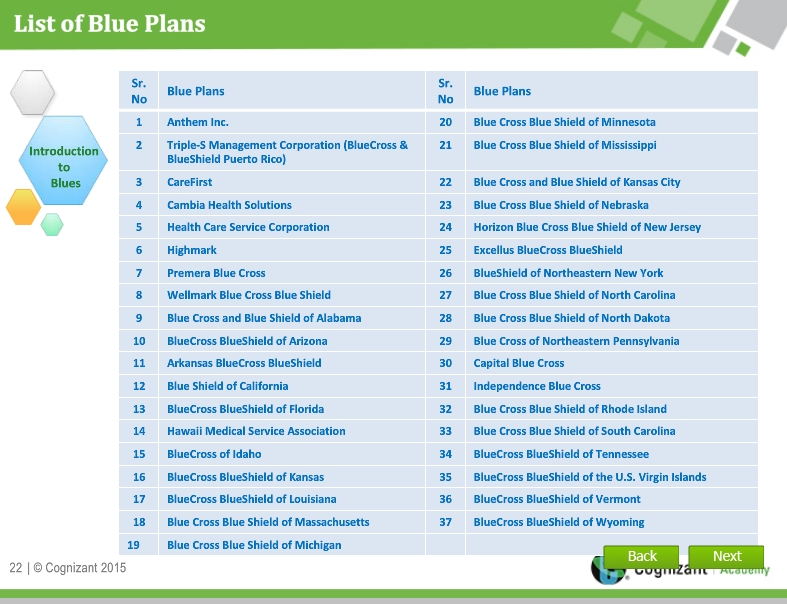 List of Blue Plans
Introduction
to
Blues
Sr. No Blue Plans Sr. No Blue Plans
1 Anthem Inc. 20 Blue Cross Blue Shield of Minnesota
2 Triple-S Management Corporation (BlueCross & 21 Blue Cross Blue Shield of Mississippi
BlueShield Puerto Rico)
3 CareFirst 22 Blue Cross and Blue Shield of Kansas City
4 Cambia Health Solutions 23 Blue Cross Blue Shield of Nebraska
5 Health Care Service Corporation 24 Horizon Blue Cross Blue Shield of New Jersey
6 Highmark 25 Excellus BlueCross BlueShield
7 Premera Blue Cross 26 BlueShield of Northeastern New York
8 Wellmark Blue Cross Blue Shield 27 Blue Cross Blue Shield of North Carolina
9 Blue Cross and Blue Shield of Alabama 28 Blue Cross Blue Shield of North Dakota
10 BlueCross BlueShield of Arizona 29 Blue Cross of Northeastern Pennsylvania
11 Arkansas BlueCross BlueShield 30 Capital Blue Cross
12 Blue Shield of California 31 Independence Blue Cross
13 BlueCross BlueShield of Florida 32 Blue Cross Blue Shield of Rhode Island
14 Hawaii Medical Service Association 33 Blue Cross Blue Shield of South Carolina
15 BlueCross of Idaho 34 BlueCross BlueShield of Tennessee
16 BlueCross BlueShield of Kansas 35 BlueCross BlueShield of the U.S. Virgin Islands
17 BlueCross BlueShield of Louisiana 36 BlueCross BlueShield of Vermont
18 Blue Cross Blue Shield of Massachusetts 37 BlueCross BlueShield of Wyoming
19 Blue Cross Blue Shield of Michigan
Back Next
22 | © Cognizant 2015 Cognizant Academy